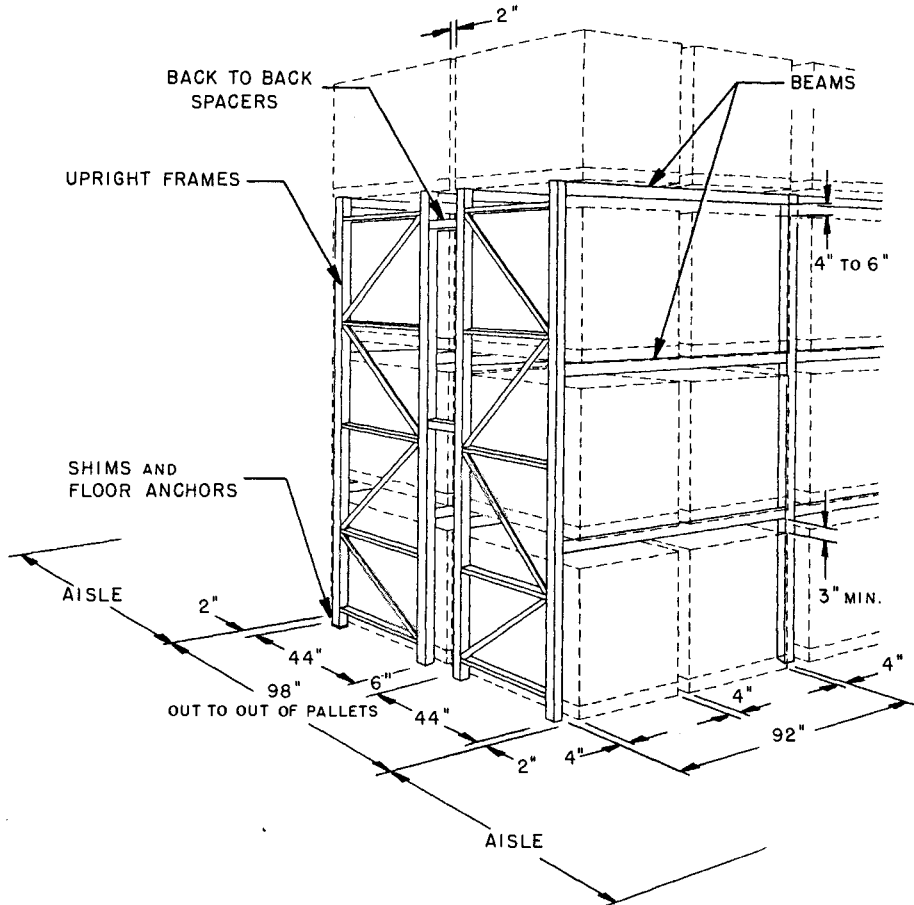 2"
BACK TO BACK
SPACERS
BEAMS
UPRIGHT FRAMES
4" TO 6"
SHIMS AND
FLOOR ANCHORS
AISLE
2"
44"
6"
98"
OUT TO OUT OF PALLETS
44"
2"
4"
4"
4"
92"
3" MIN.
AISLE